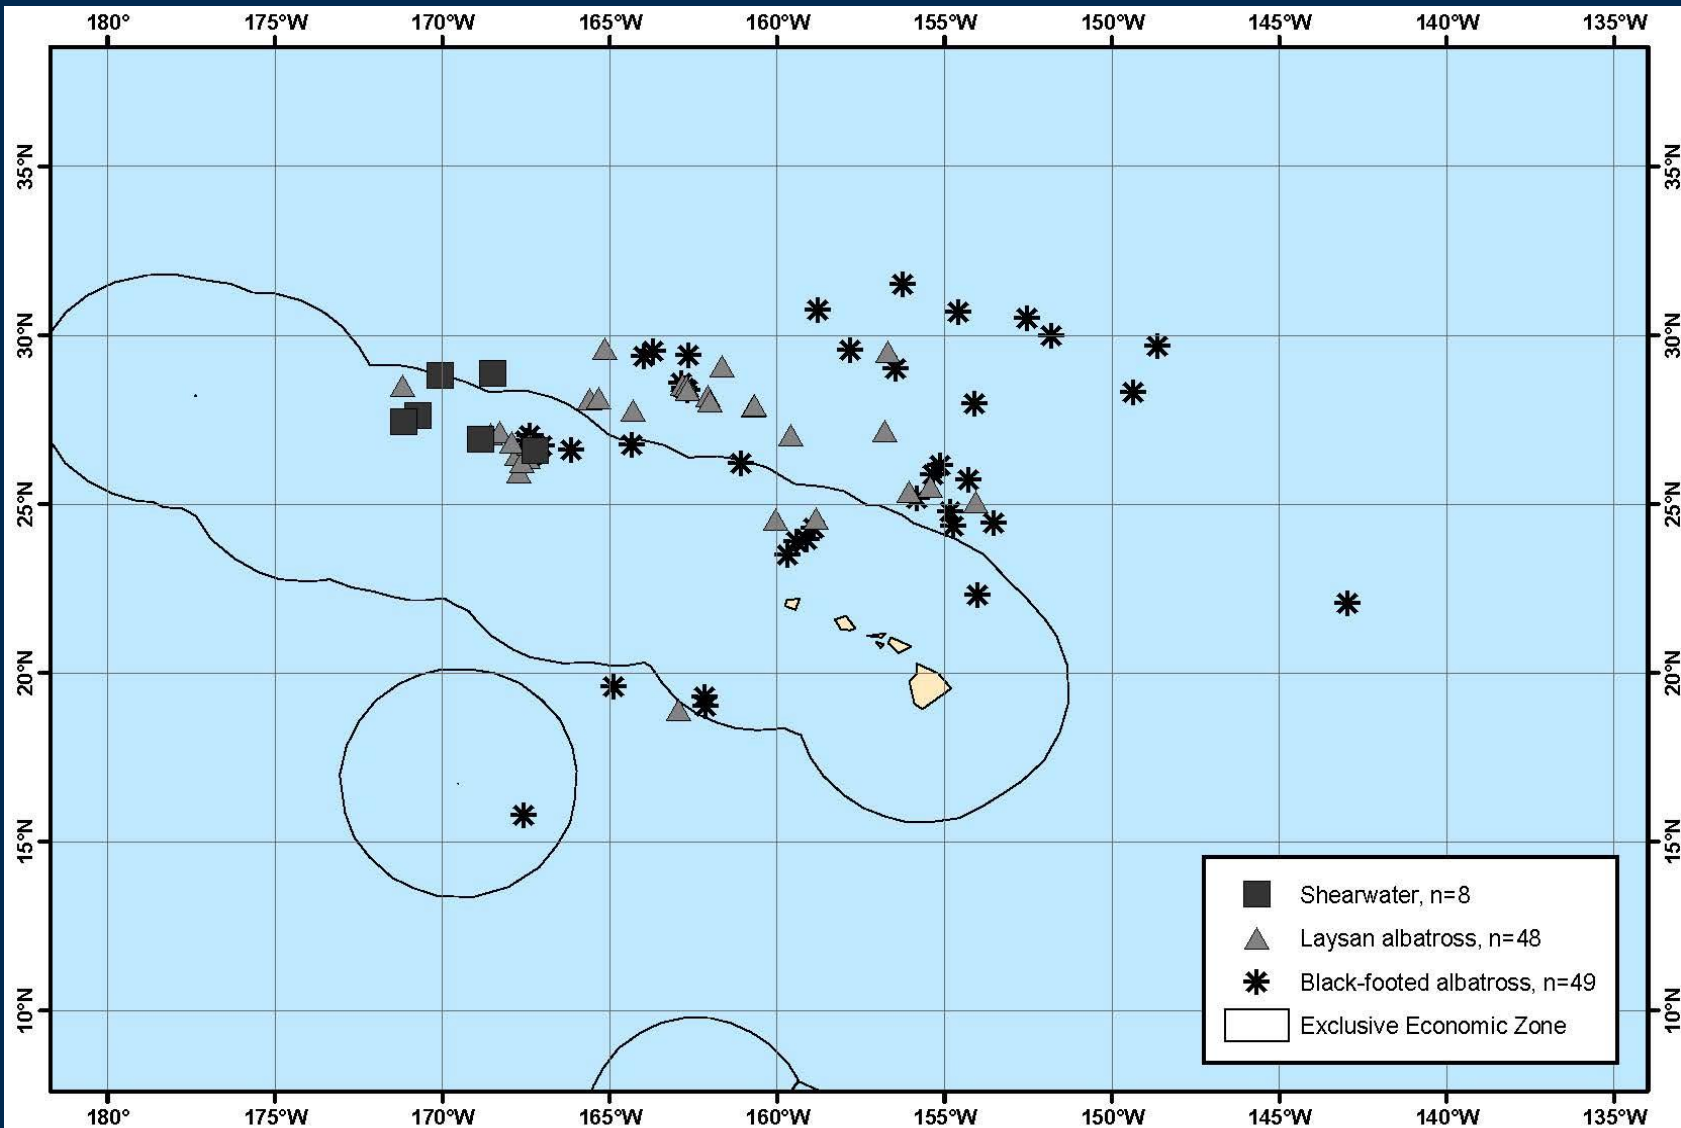 180° 175°W 170°W 165°W 160°W 155°W 150°W 145°W 140°W 135°W
35°N 35°N
30°N 30°N
25°N 25°N
20°N 20°N
15°N 15°N
Shearwater, n=8
Laysan albatross, n=48
Black-footed albatross, n=49
10°N 10°N
Exclusive Economic Zone
180° 175°W 170°W 165°W 160°W 155°W 150°W 145°W 140°W 135°W